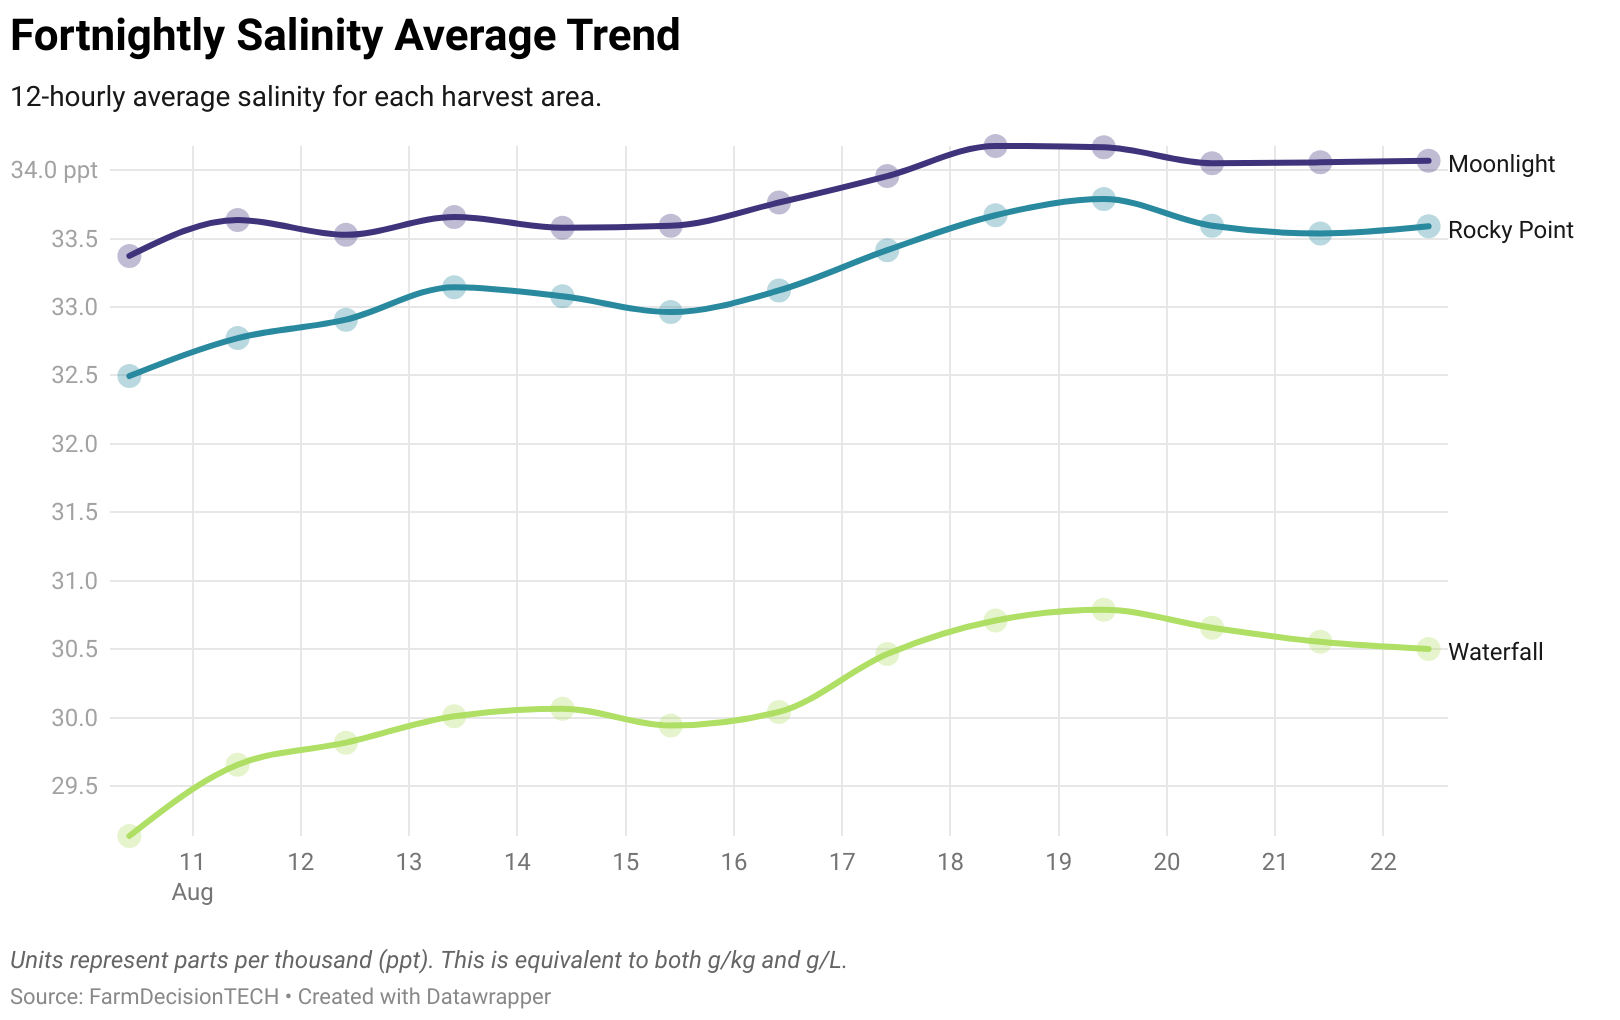 Fortnightly Salinity Average Trend
12-hourly average salinity for each harvest area.
34.0 ppt
33.5
33.0
32.5
32.0
31.5
31.0
30.5
30.0
29.5
Moonlight
Rocky Point
Waterfall
11 12 13 14 15 16 17 18 19 20 21 22
Aug
Units represent parts per thousand (ppt). This is equivalent to both g/kg and g/L.
Source: FarmDecisionTECH • Created with Datawrapper